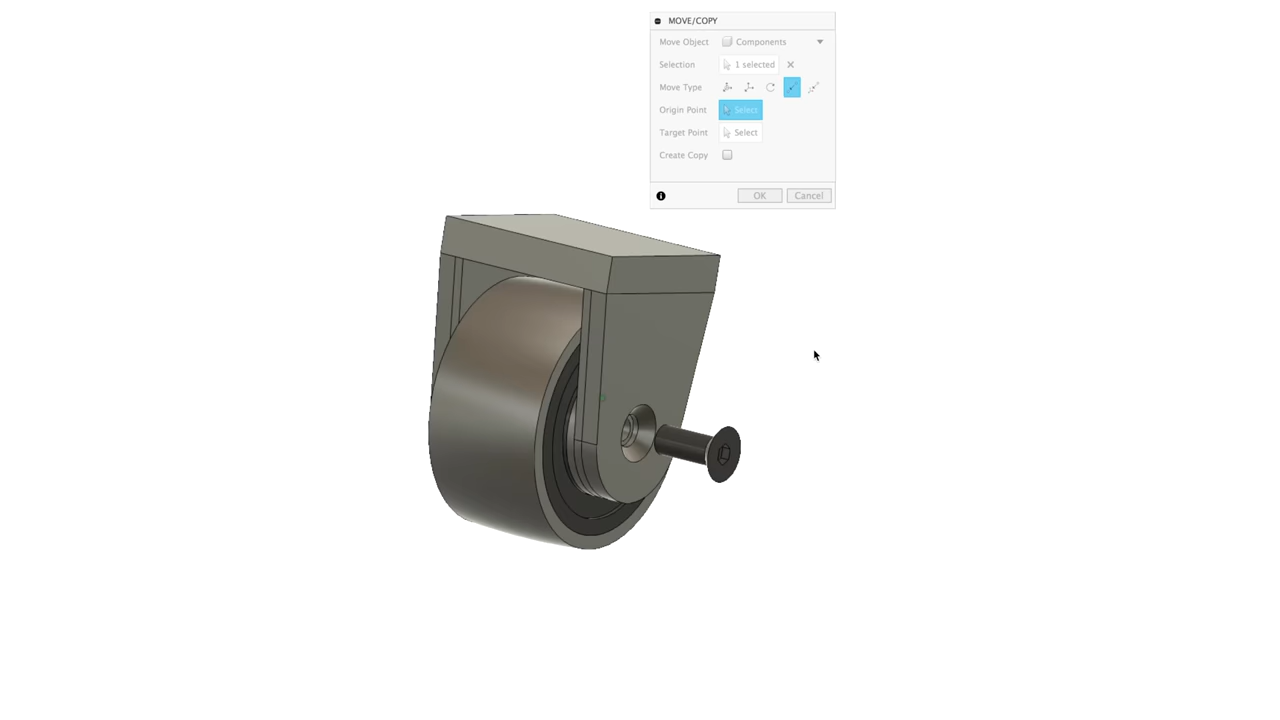 MOVE/COPY
Move Object Components
Selection 1 selected
Move Type
Origin Point Select
Target Point Select
Create Copy
OK Cancel